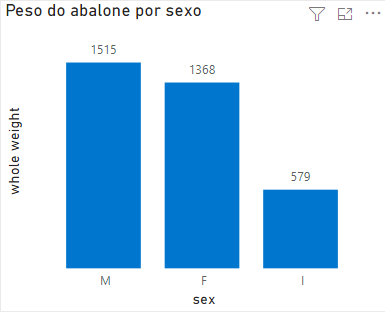 Peso do abalone por sexo
1515
1368
579
whole weight
M
F
I
sex